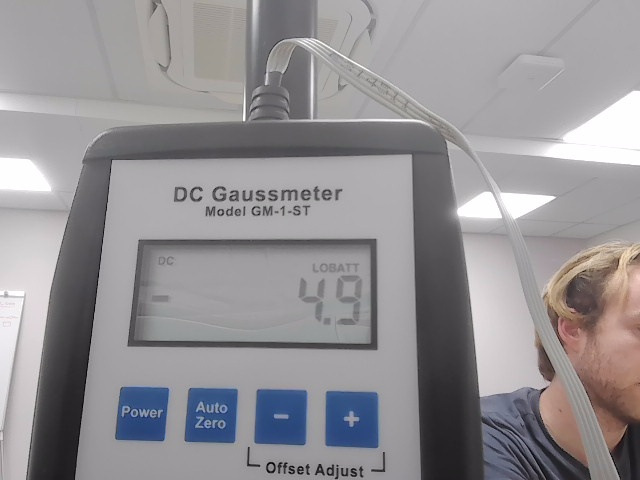 DC Gaussmeter
Model GM-1-ST
DC
LOBATT
- 4.9
Power
Auto
Zero
-
+
Offset Adjust